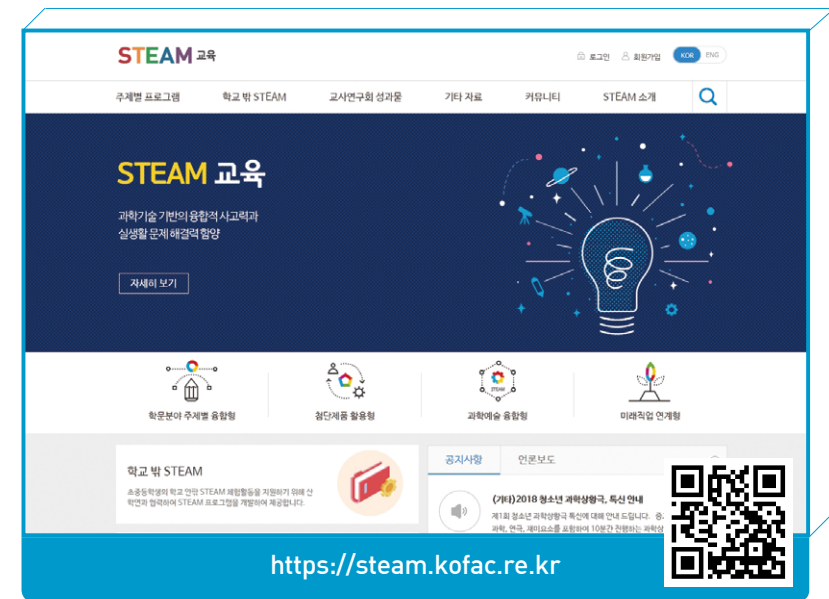 STEAM 교육
로그인 회원가입 KOR ENG
주제별 프로그램 학교 밖 STEAM 교사연구회 성과물 기타 자료 커뮤니티 STEAM 소개
STEAM 교육
과학기술 기반의 융합적 사고력과
실생활 문제 해결력 함양
자세히 보기
STEAM
학문분야 주제별 융합형 첨단제품 활용형 과학예술 융합형 미래직업 연계형
학교 밖 STEAM
초중등학생의 학교 안팎 STEAM 체험활동을 지원하기 위해 산
학연과 협력하여 STEAM 프로그램을 개발하여 제공합니다.
공지사항 언론보도
(기타) 2018 청소년 과학상황극, 특신 안내
제1회 청소년 과학상황극 특신에 대해 안내 드립니다.
과학, 연극, 재미요소를 포함하여 10분간 진행하는
https://steam.kofac.re.kr